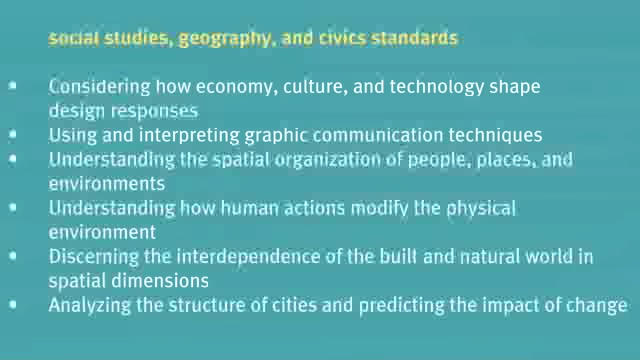 social studies, geography, and civics standards
• Considering how economy, culture, and technology shape
design responses
• Using and interpreting graphic communication techniques
• Understanding the spatial organization of people, places, and
environments
• Understanding how human actions modify the physical
environment
• Discerning the interdependence of the built and natural world in
spatial dimensions
• Analyzing the structure of cities and predicting the impact of change